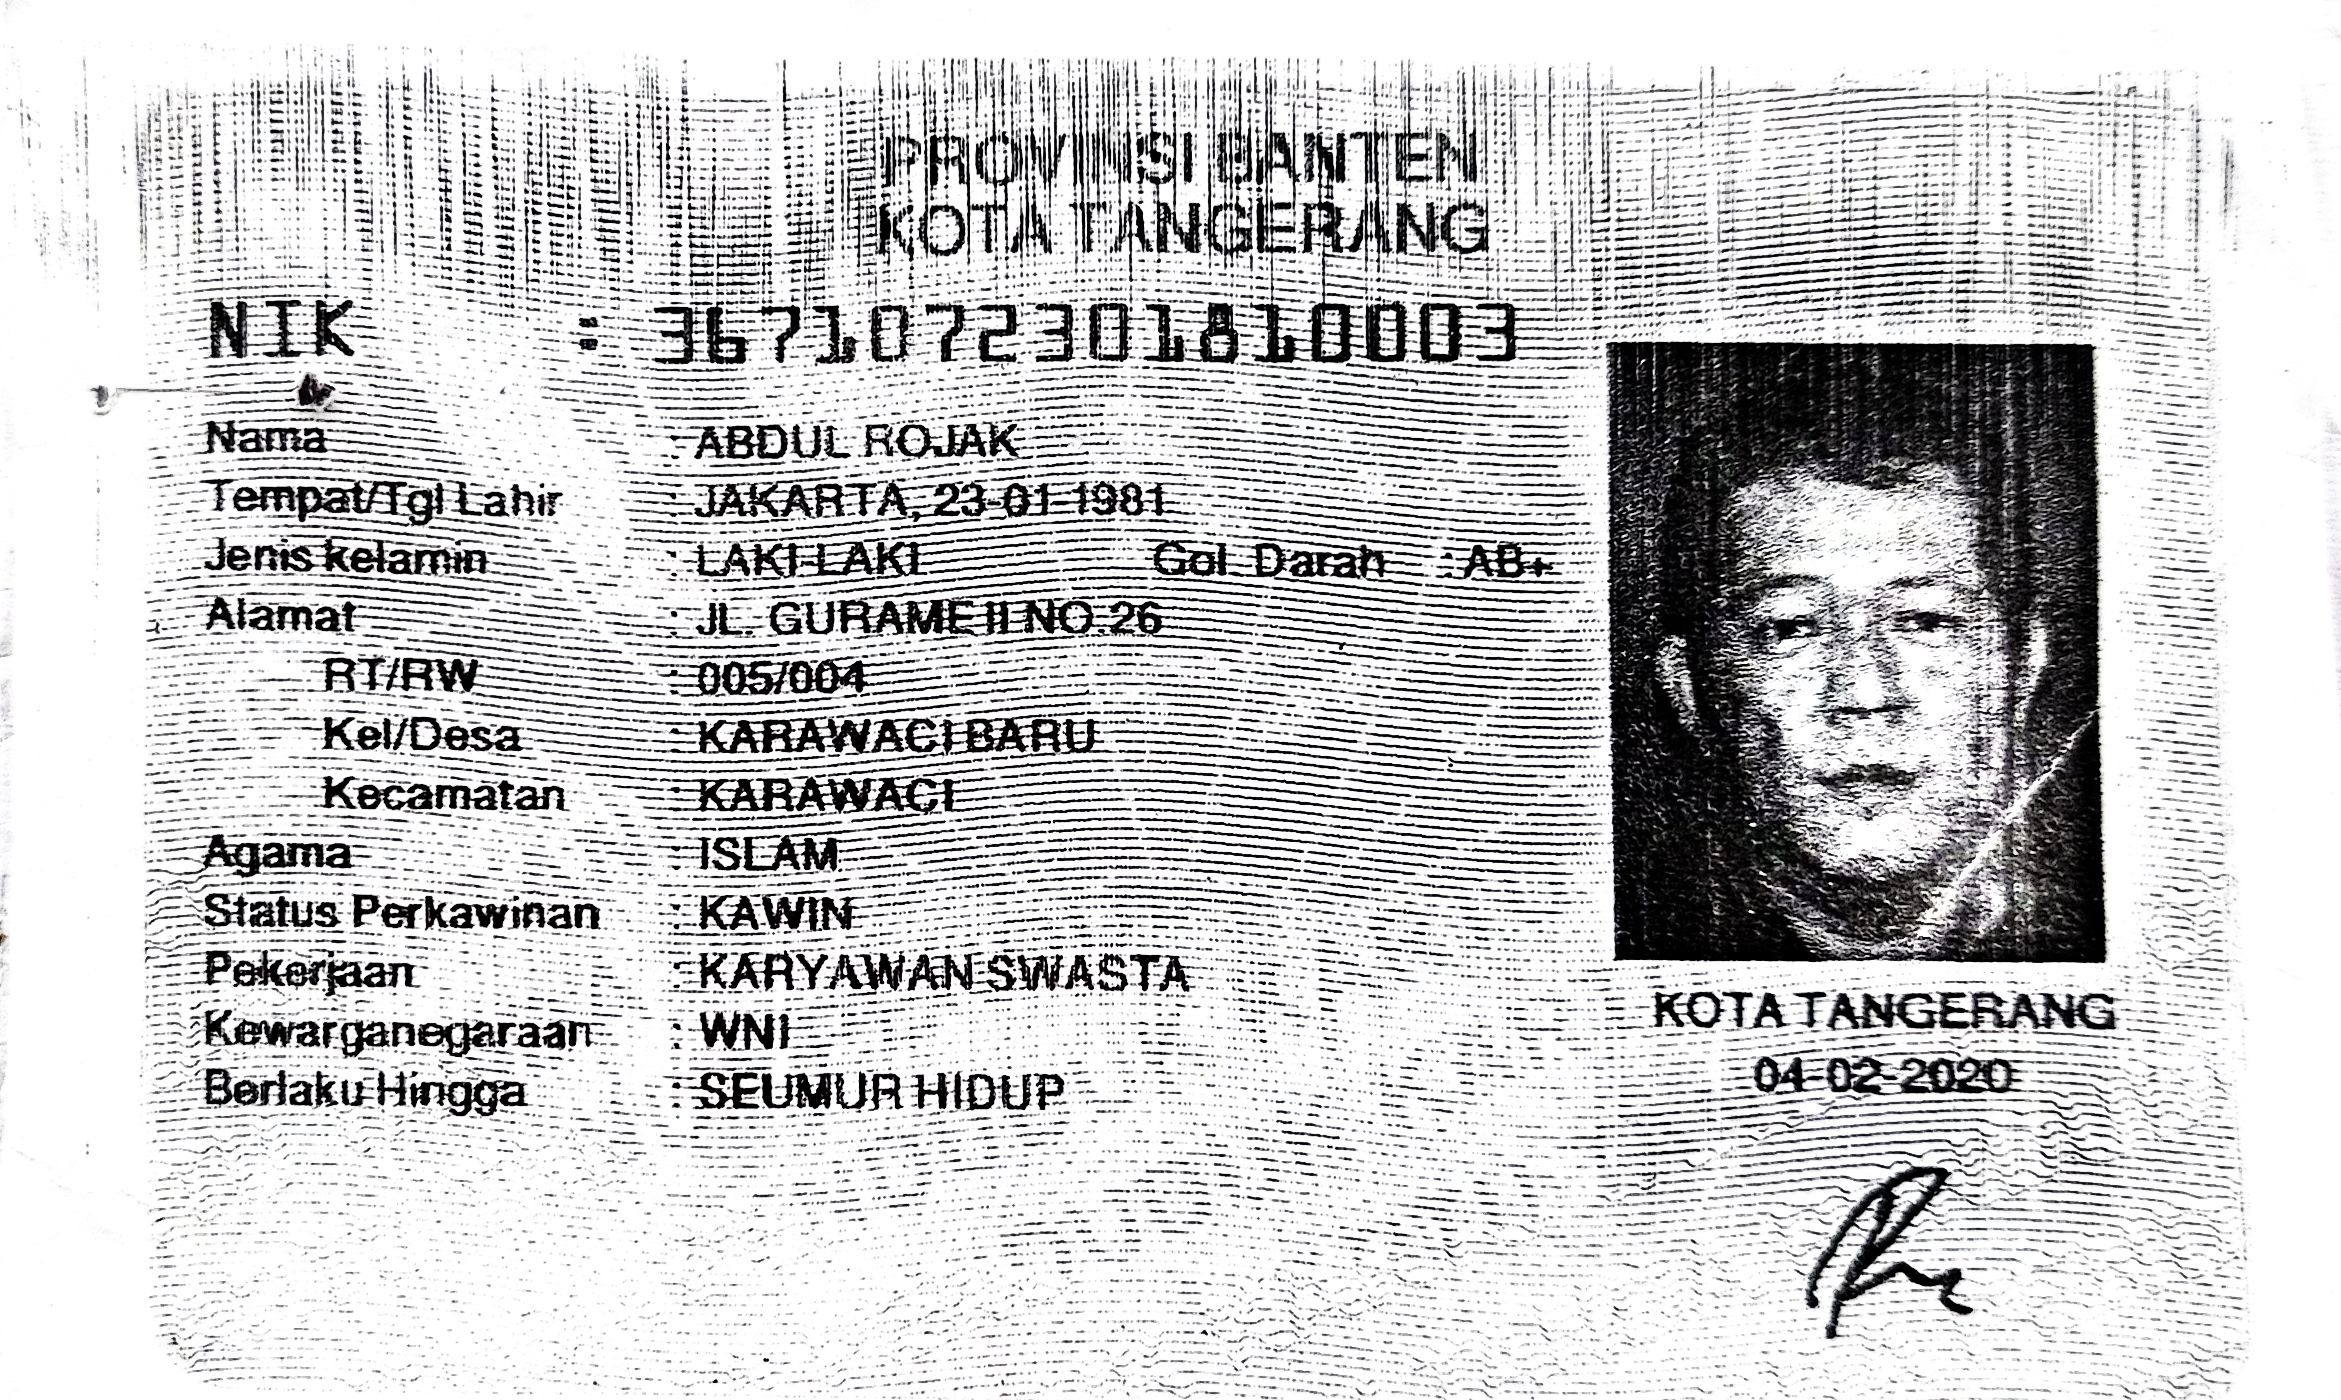 PROVINSI BANTEN
KOTA TANGERANG
NIK : 3671072301810003
Nama : ABDUL ROJAK
Tempat/Tgl Lahir : JAKARTA, 23-01-1981
Jenis kelamin : LAKI-LAKI Gol. Darah : AB+
Alamat : JL. GURAME II NO.26
RT/RW : 005/004
Kel/Desa : KARAWACI BARU
Kecamatan : KARAWACI
Agama : ISLAM
Status Perkawinan : KAWIN
Pekerjaan : KARYAWAN SWASTA
Kewarganegaraan : WNI
Berlaku Hingga : SEUMUR HIDUP
KOTA TANGERANG
04-02-2020